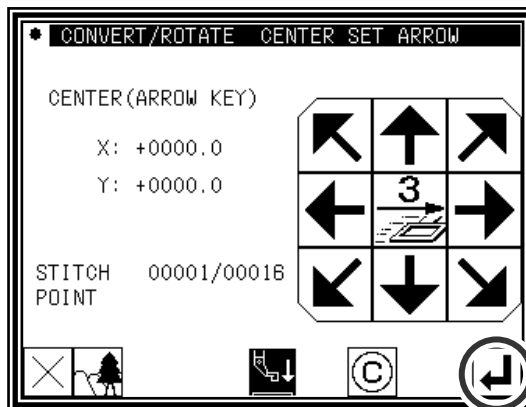 CONVERT/ROTATE CENTER SET ARROW
CENTER(ARROW KEY)
X: +0000.0
Y: +0000.0
3
STITCH 00001/00016
POINT
C